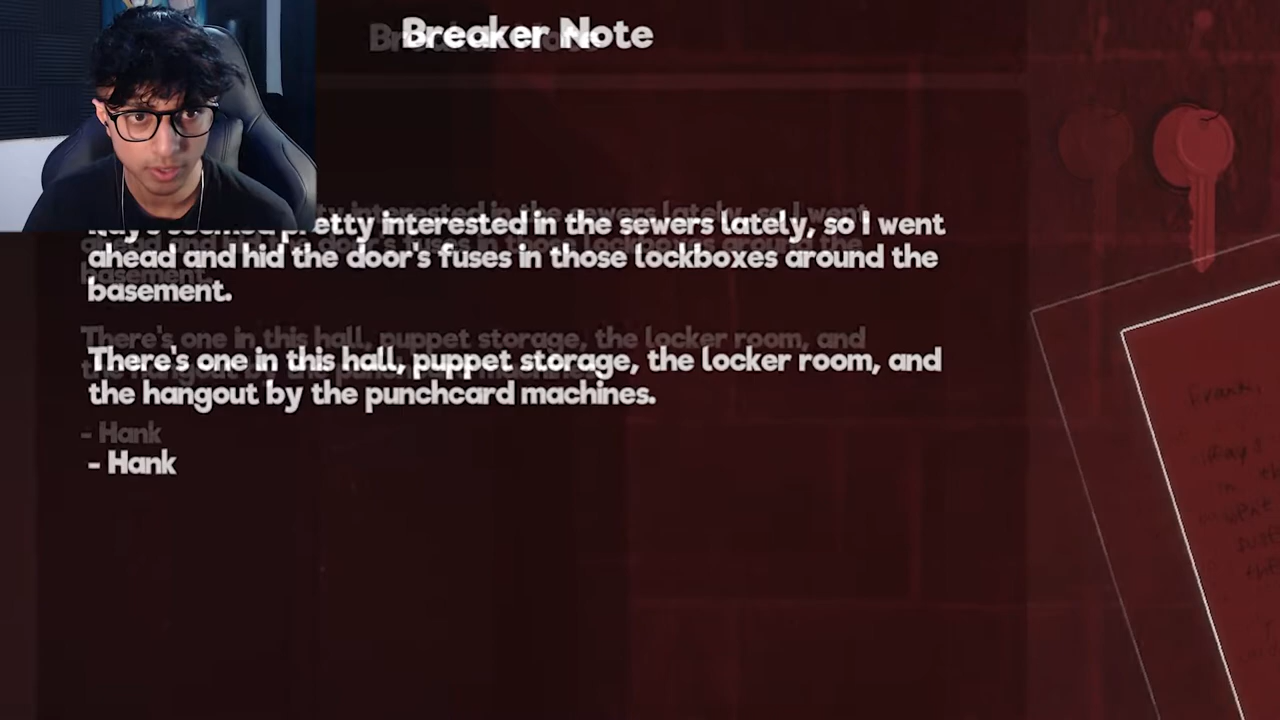 Breaker Note
pretty interested in the sewers lately, so I went
ahead and hid the door's fuses in those lockboxes around the
basement.
There's one in this hall, puppet storage, the locker room, and
the hangout by the punchcard machines.
- Hank
Frank,